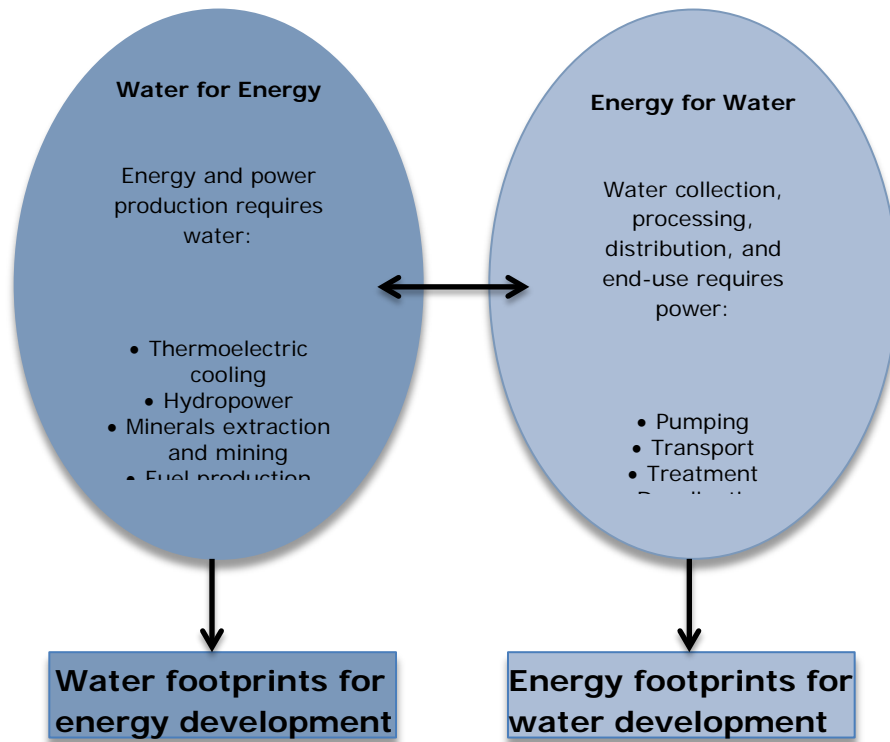 Water for Energy
Energy and power
production requires
water:
• Thermoelectric
cooling
• Hydropower
• Minerals extraction
and mining
• Fuel production
Water footprints for
energy development
Energy for Water
Water collection,
processing,
distribution, and
end-use requires
power:
• Pumping
• Transport
• Treatment
Energy footprints for
water development